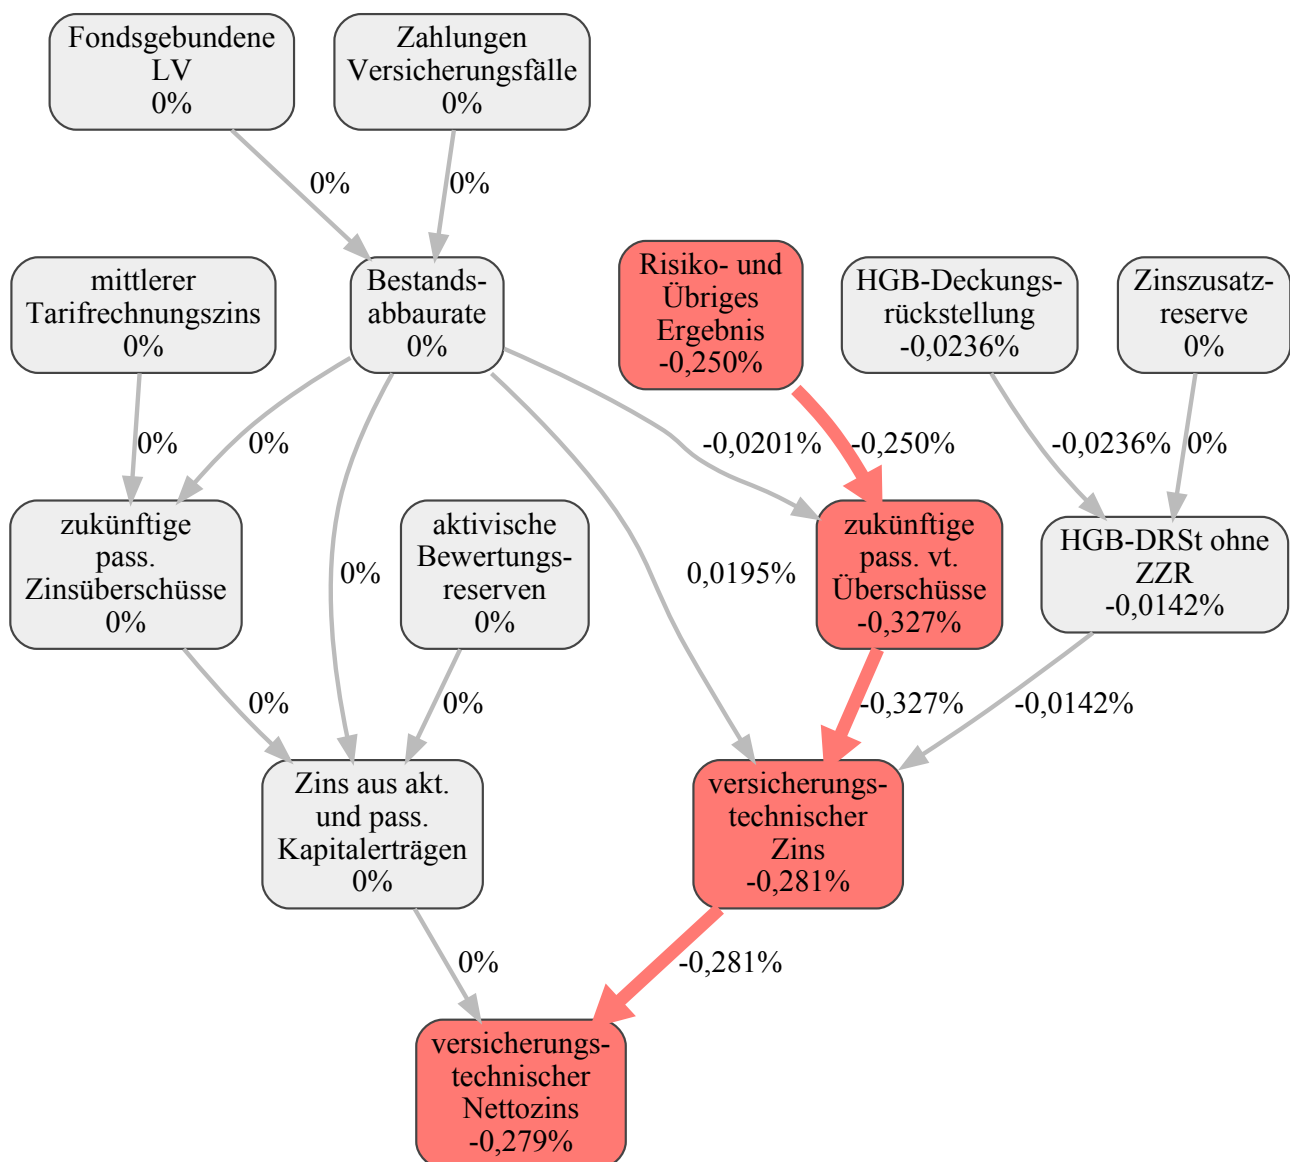 Fondsgebundene
LV
0%
Zahlungen
Versicherungsfälle
0%
0%
0%
mittlerer
Tarifrechnungszins
0%
Bestands-
abbaurate
0%
Risiko- und
Übriges
Ergebnis
-0,250%
HGB-Deckungs-
rückstellung
-0,0236%
Zinszusatz-
reserve
0%
0%
0%
-0,0201%
-0,250%
-0,0236%
0%
zukünftige
pass.
Zinsüberschüsse
0%
0%
aktivische
Bewertungs-
reserven
0%
0,0195%
zukünftige
pass. vt.
Überschüsse
-0,327%
HGB-DRSt ohne
ZZR
-0,0142%
0%
0%
-0,327%
-0,0142%
Zins aus akt.
und pass.
Kapitalerträgen
0%
versicherungs-
technischer
Zins
-0,281%
0%
-0,281%
versicherungs-
technischer
Nettozins
-0,279%